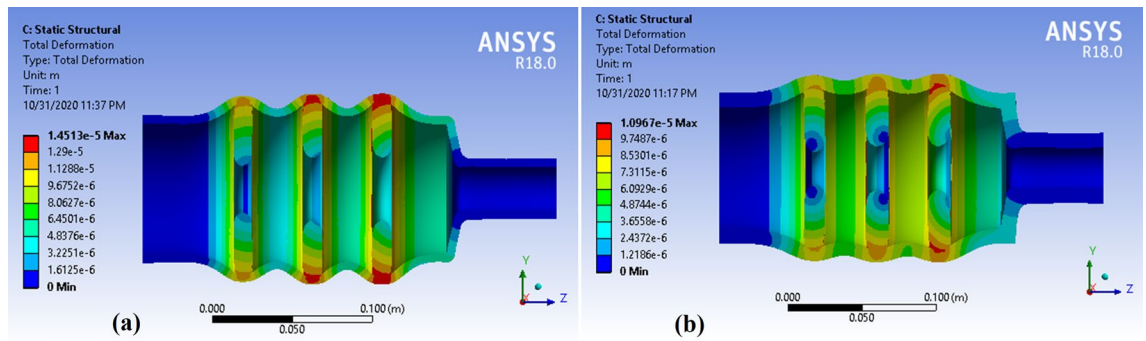 C: Static Structural
Total Deformation
Type: Total Deformation
Unit: m
Time: 1
10/31/2020 11:37 PM
ANSYS
R18.0
1.4513e-5 Max
1.29e-5
1.1288e-5
9.6752e-6
8.0627e-6
6.4501e-6
4.8376e-6
3.2251e-6
1.6125e-6
0 Min
0.000
0.100 (m)
0.050
Y
X
Z
(a)
C: Static Structural
Total Deformation
Type: Total Deformation
Unit: m
Time: 1
10/31/2020 11:17 PM
ANSYS
R18.0
1.0967e-5 Max
9.7487e-6
8.5301e-6
7.3115e-6
6.0929e-6
4.8744e-6
3.6558e-6
2.4372e-6
1.2186e-6
0 Min
0.000
0.100 (m)
0.050
Y
X
Z
(b)